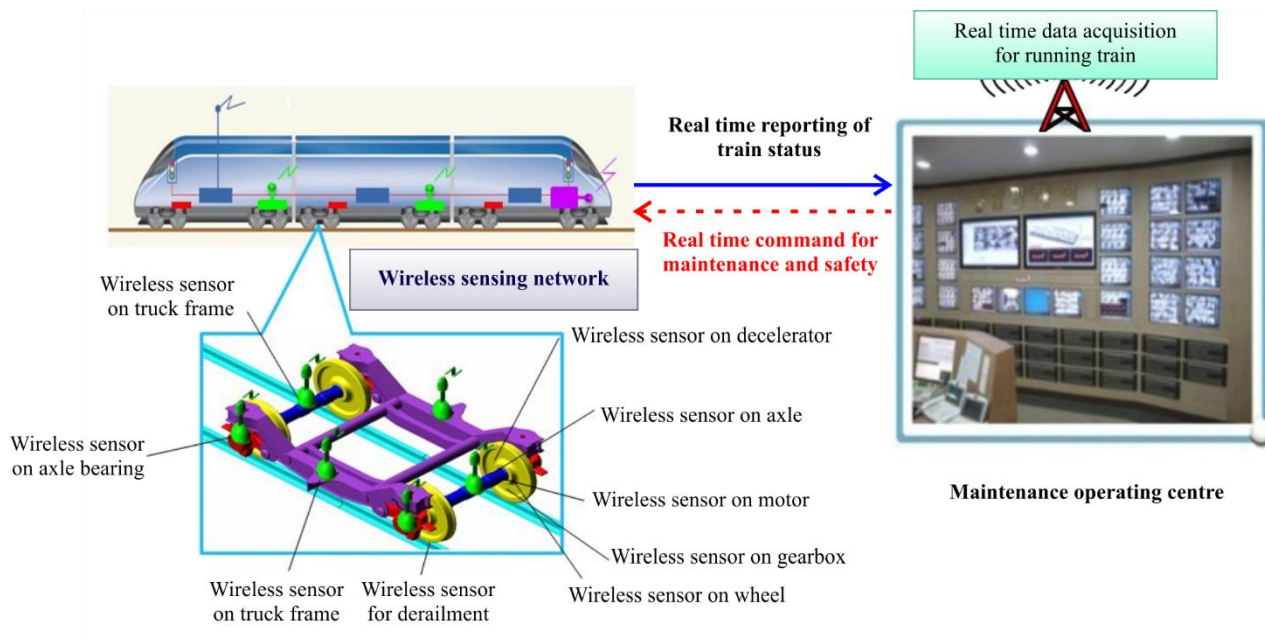 Real time data acquisition
for running train
Real time reporting of
train status
Real time command for
maintenance and safety
Wireless sensing network
Wireless sensor
on truck frame
Wireless sensor on decelerator
Wireless sensor on axle
Wireless sensor
on axle bearing
Wireless sensor on motor
Maintenance operating centre
Wireless sensor on gearbox
Wireless sensor
on truck frame
Wireless sensor
for derailment
Wireless sensor on wheel